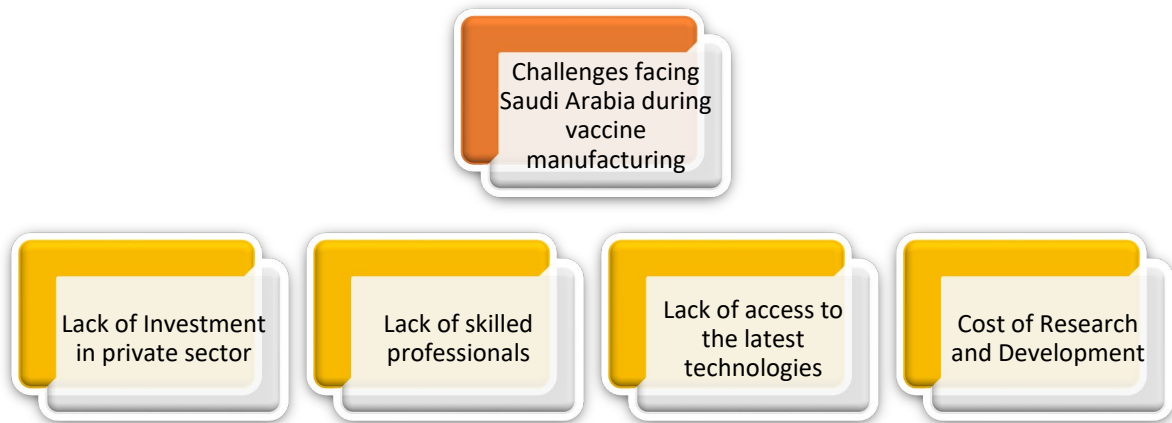 Challenges facing
Saudi Arabia during
vaccine
manufacturing
Lack of Investment
in private sector
Lack of skilled
professionals
Lack of access to
the latest
technologies
Cost of Research
and Development